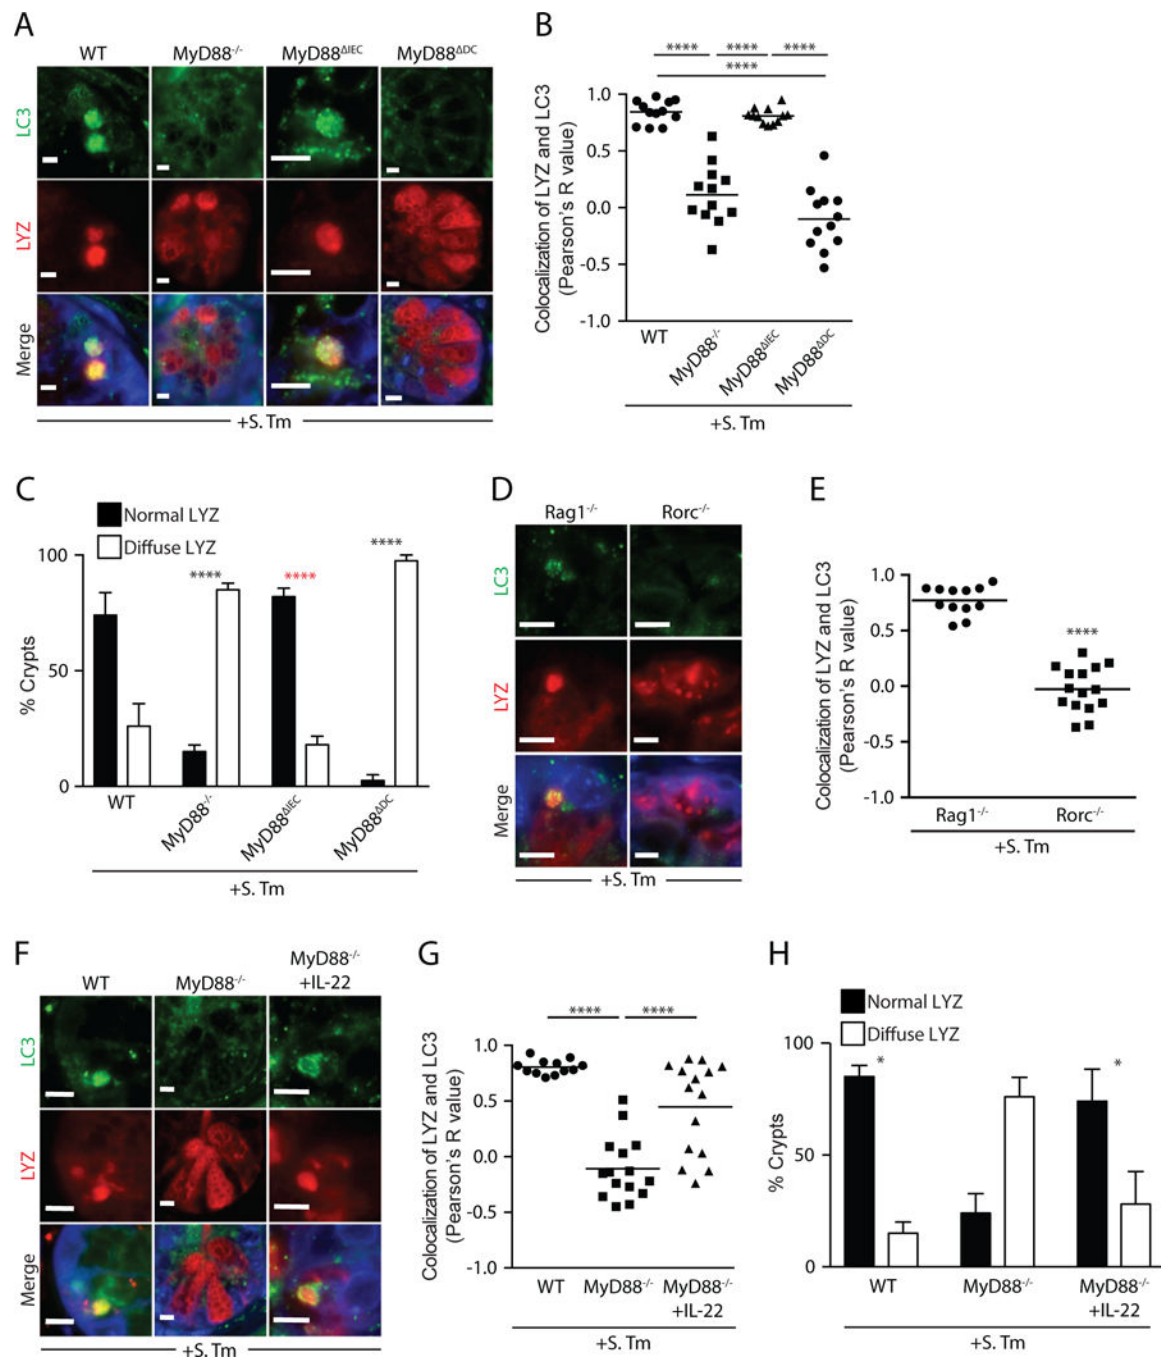 A
WT MyD88-/- MyD88ΔIEC MyD88ΔDC
LC3
LYZ
Merge
+S. Tm
B
**** **** ****
****
Colocalization of LYZ and LC3
(Pearson's R value)
1.0
0.5
0.0
-0.5
-1.0
WT MyD88-/- MyD88ΔIEC MyD88ΔDC
+S. Tm
C
Normal LYZ
Diffuse LYZ
**** **** ****
% Crypts
100
50
0
WT MyD88-/- MyD88ΔIEC MyD88ΔDC
+S. Tm
D
Rag1-/- Rorc-/-
LC3
LYZ
Merge
+S. Tm
E
Colocalization of LYZ and LC3
(Pearson's R value)
1.0
0.5
0.0
-0.5
-1.0
****
Rag1-/- Rorc-/-
+S. Tm
F
WT MyD88-/- MyD88-/-
+IL-22
LC3
LYZ
Merge
+S. Tm
G
**** ****
Colocalization of LYZ and LC3
(Pearson's R value)
1.0
0.5
0.0
-0.5
-1.0
WT MyD88-/- MyD88-/-
+IL-22
+S. Tm
H
Normal LYZ
Diffuse LYZ
* *
% Crypts
100
50
0
WT MyD88-/- MyD88-/-
+IL-22
+S. Tm